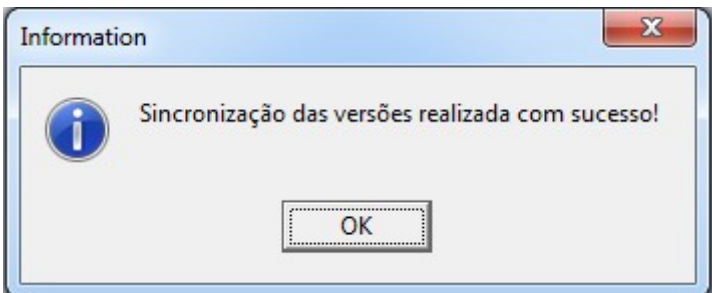 Information
Sincronização das versões realizada com sucesso!
OK